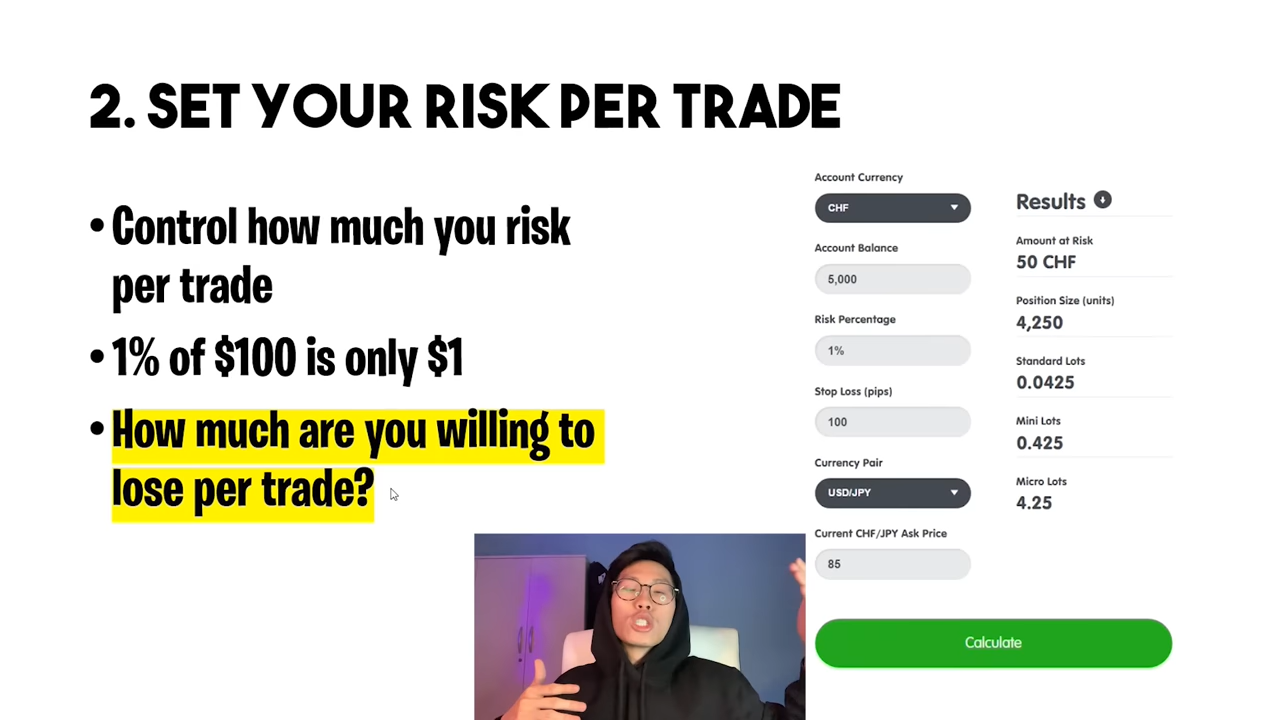 2. SET YOUR RISK PER TRADE
• Control how much you risk
per trade
• 1% of $100 is only $1
• How much are you willing to
lose per trade?
Account Currency
CHF
Account Balance
5,000
Risk Percentage
1%
Stop Loss (pips)
100
Currency Pair
USD/JPY
Current CHF/JPY Ask Price
85
Results
Amount at Risk
50 CHF
Position Size (units)
4,250
Standard Lots
0.0425
Mini Lots
0.425
Micro Lots
4.25
Calculate